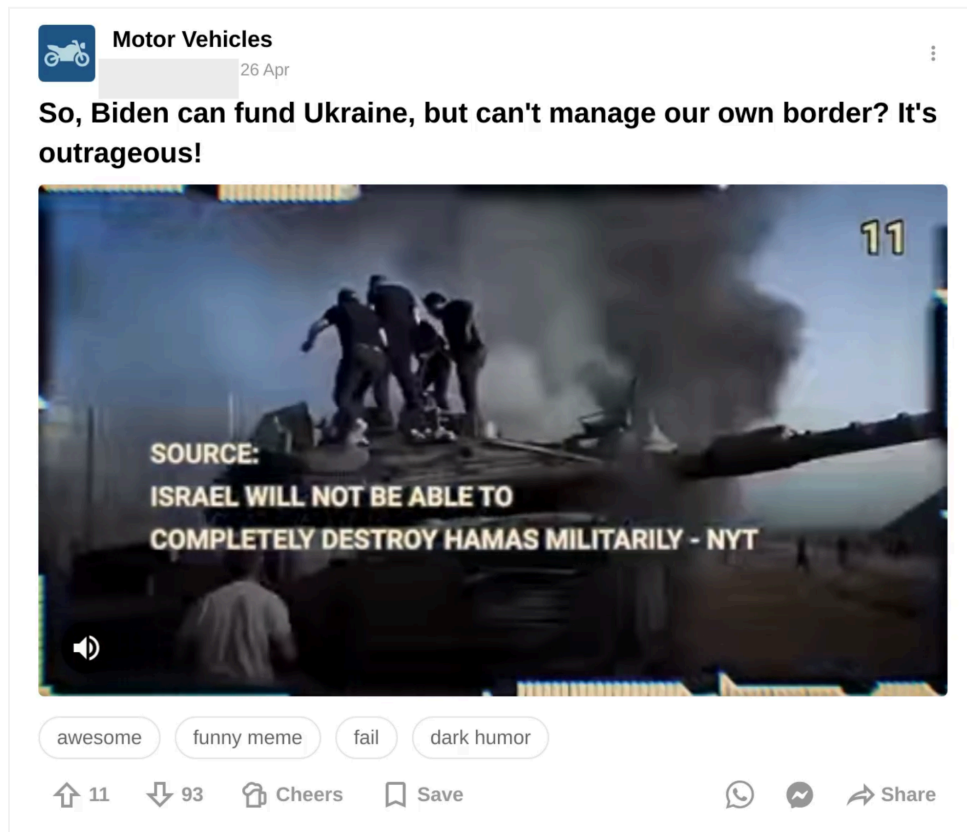 Motor Vehicles
26 Apr
So, Biden can fund Ukraine, but can't manage our own border? It's
outrageous!
11
SOURCE:
ISRAEL WILL NOT BE ABLE TO
COMPLETELY DESTROY HAMAS MILITARILY - NYT
awesome
funny meme
fail
dark humor
11
93
Cheers
Save
Share